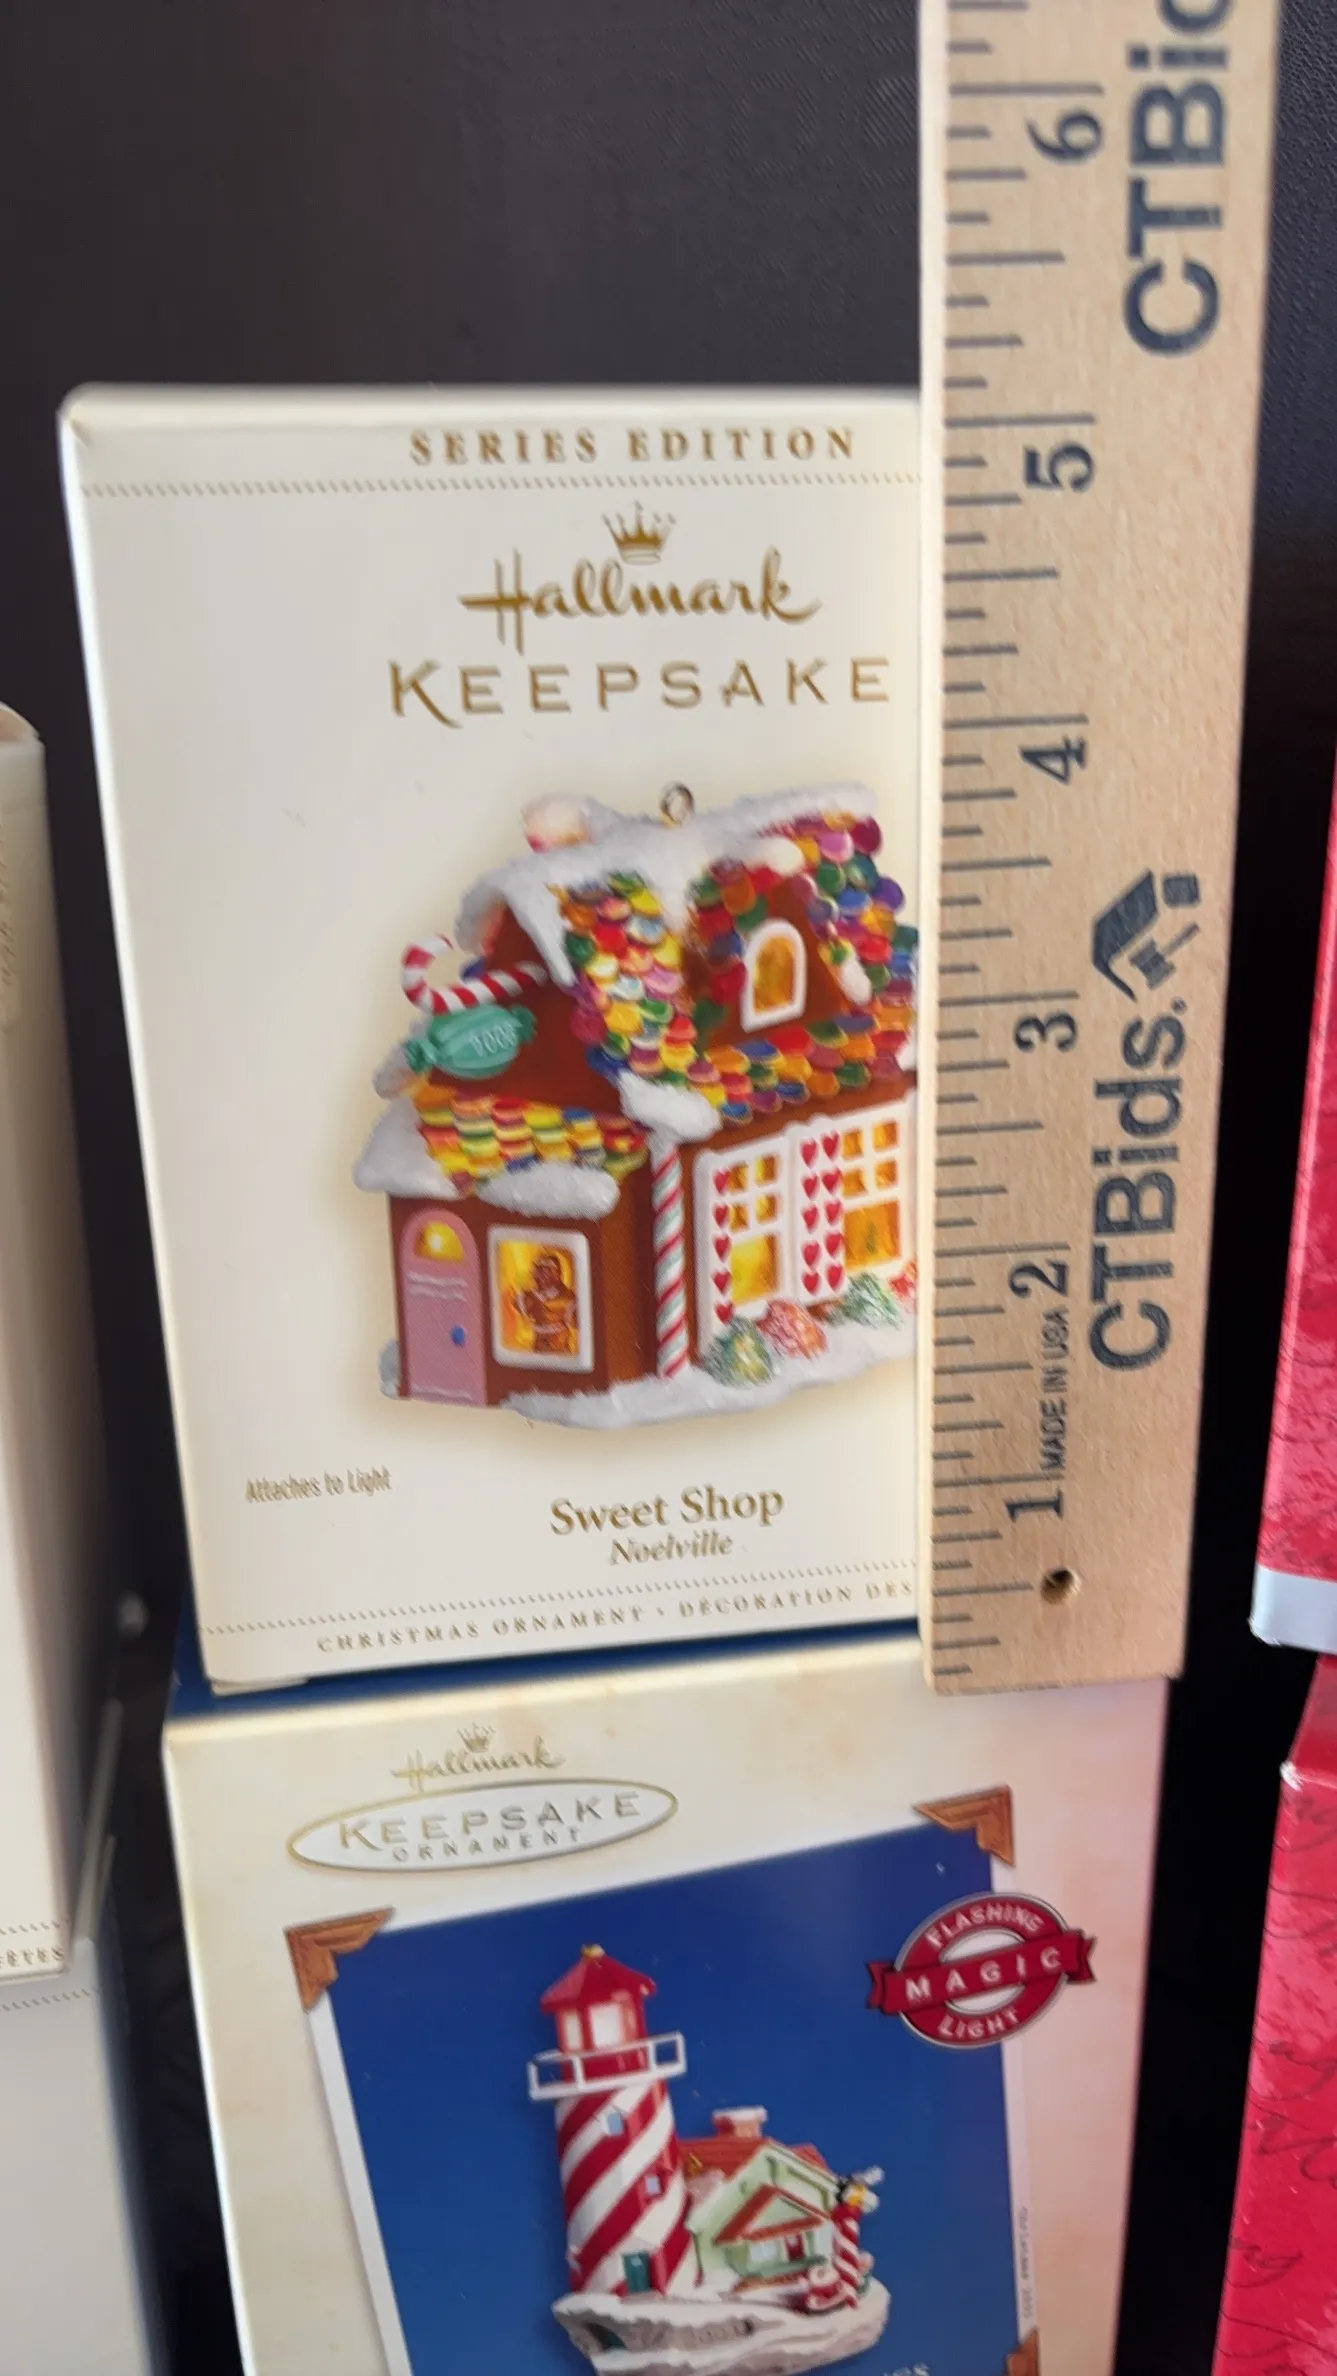 SERIES EDITION
Hallmark
KEEPSAKE
Attaches to Light
Sweet Shop
Noelville
CHRISTMAS ORNAMENT • DÉCORATION DES
6
5
4
3
2
1
MADE IN USA
CTBid
CTBids.
Hallmark
KEEPSAKE
ORNAMENT
FLASHING
MAGIC
LIGHT
FÊTES